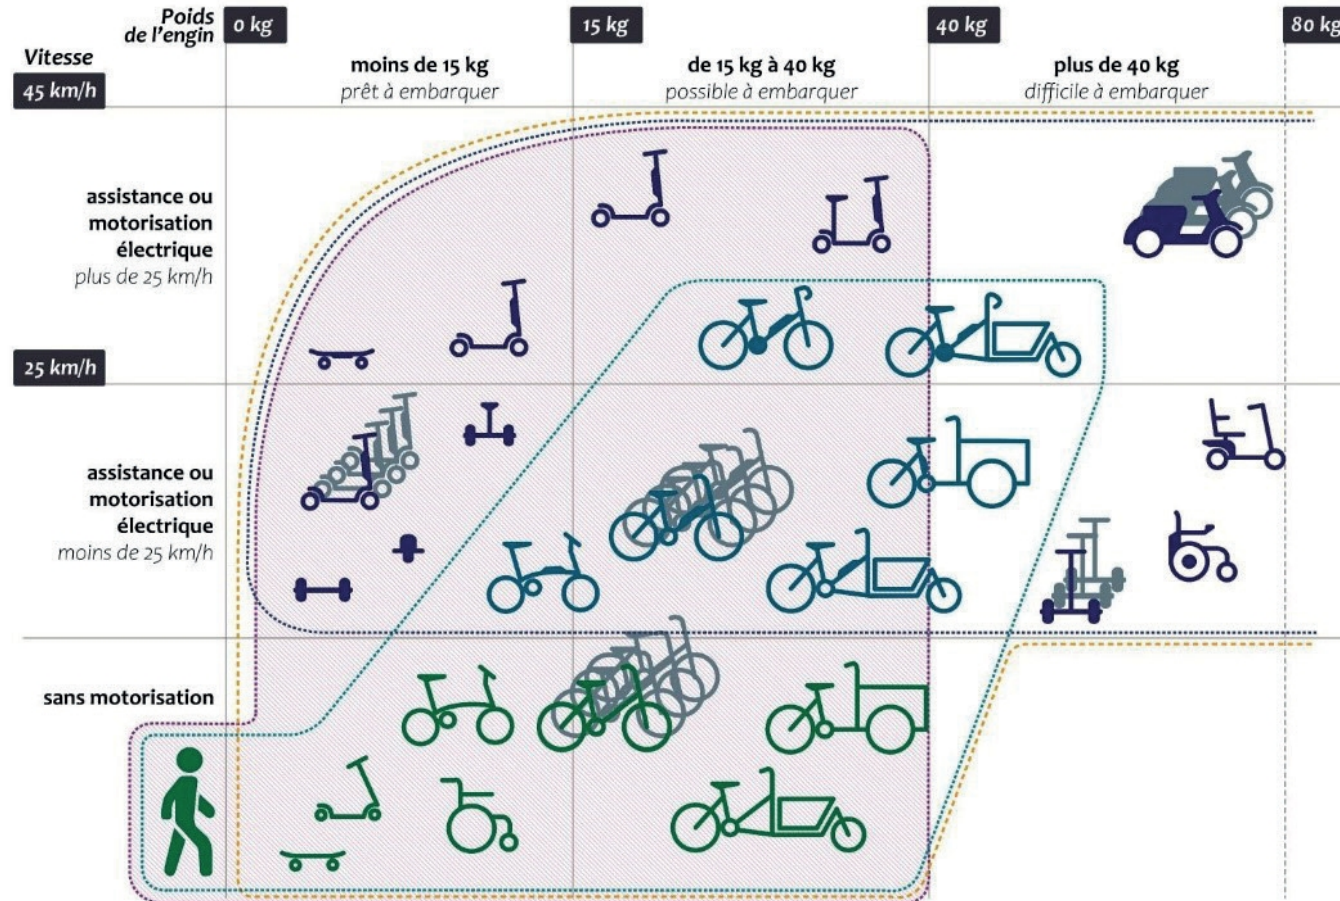 Poids
de l'engin
0 kg
15 kg
40 kg
80 kg
Vitesse
45 km/h
moins de 15 kg
prêt à embarquer
de 15 kg à 40 kg
possible à embarquer
plus de 40 kg
difficile à embarquer
assistance ou
motorisation
électrique
plus de 25 km/h
25 km/h
assistance ou
motorisation
électrique
moins de 25 km/h
sans motorisation